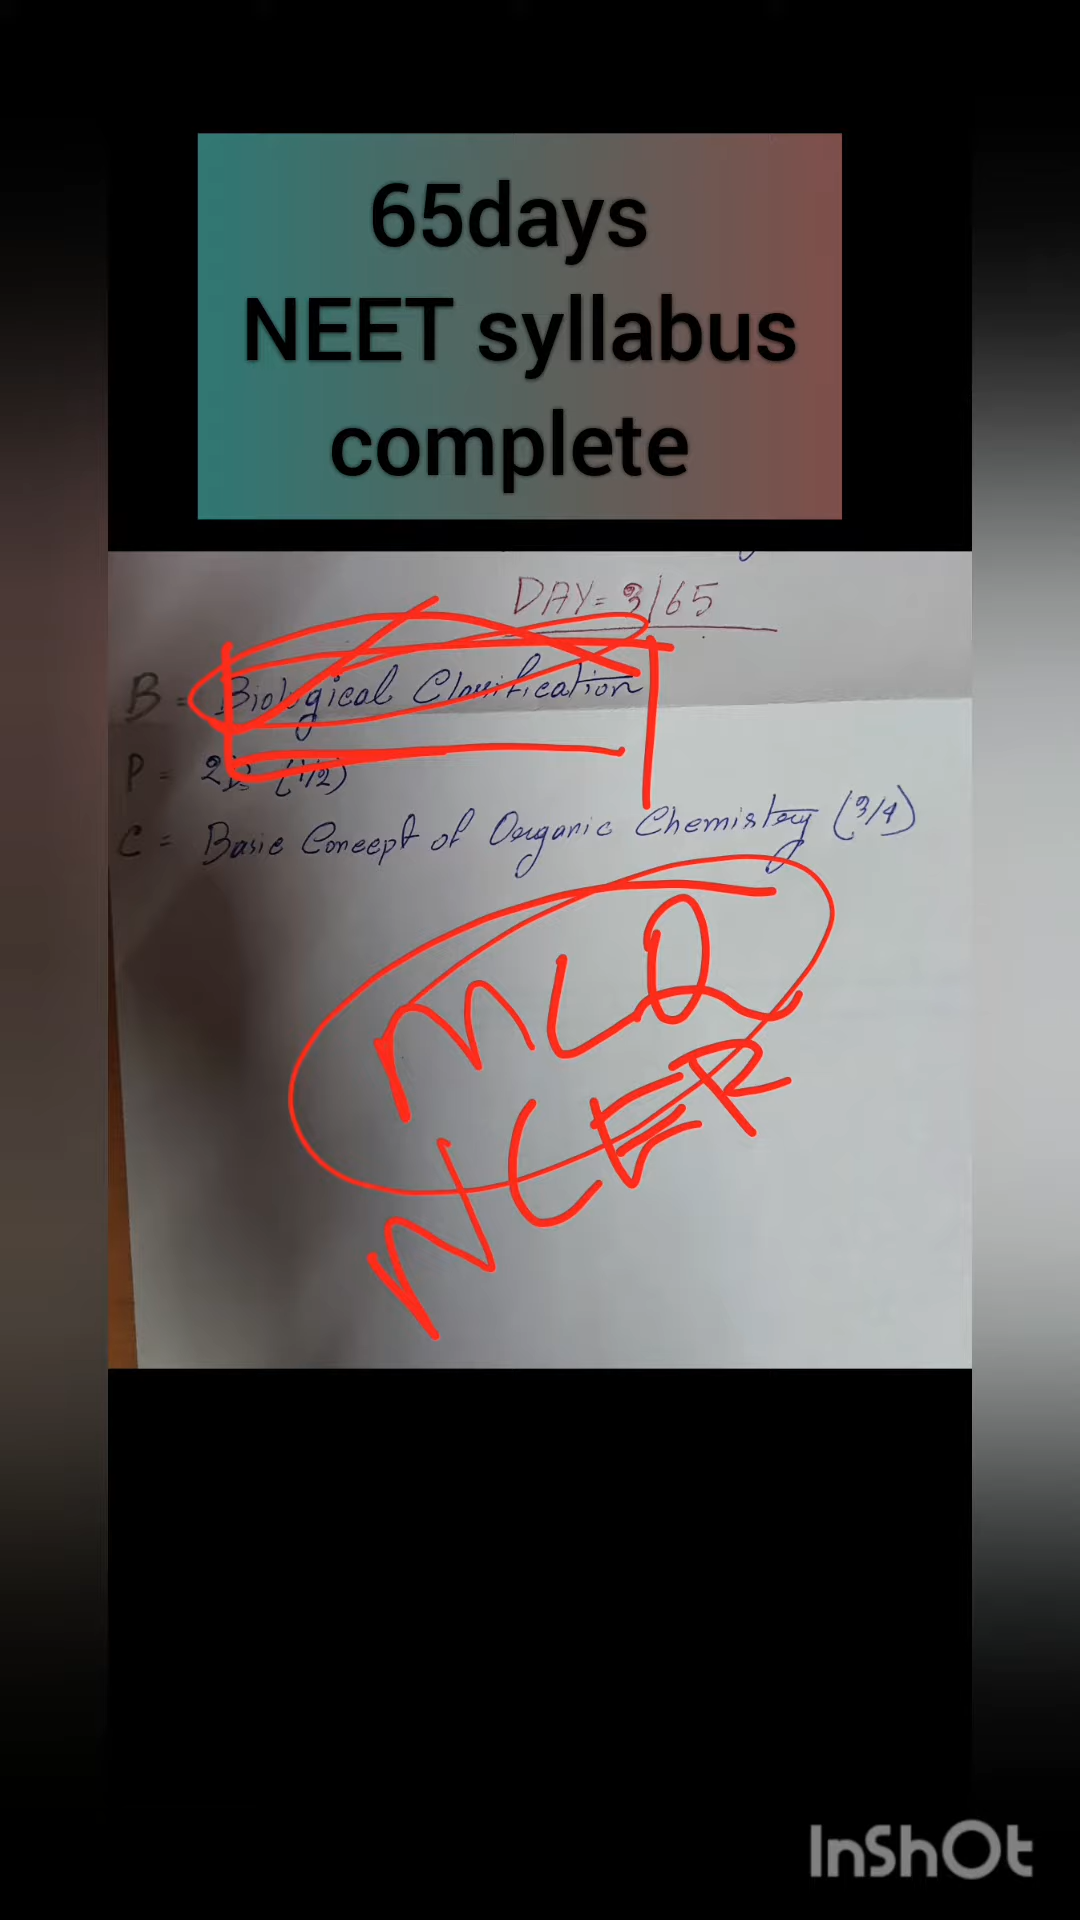 65days
NEET syllabus
complete
DAY = 3/65
B = Biological Classification
P = 2D (1/2)
C = Basic Concept of Organic Chemistry (3/4)
MCQ
NCER
InShOt